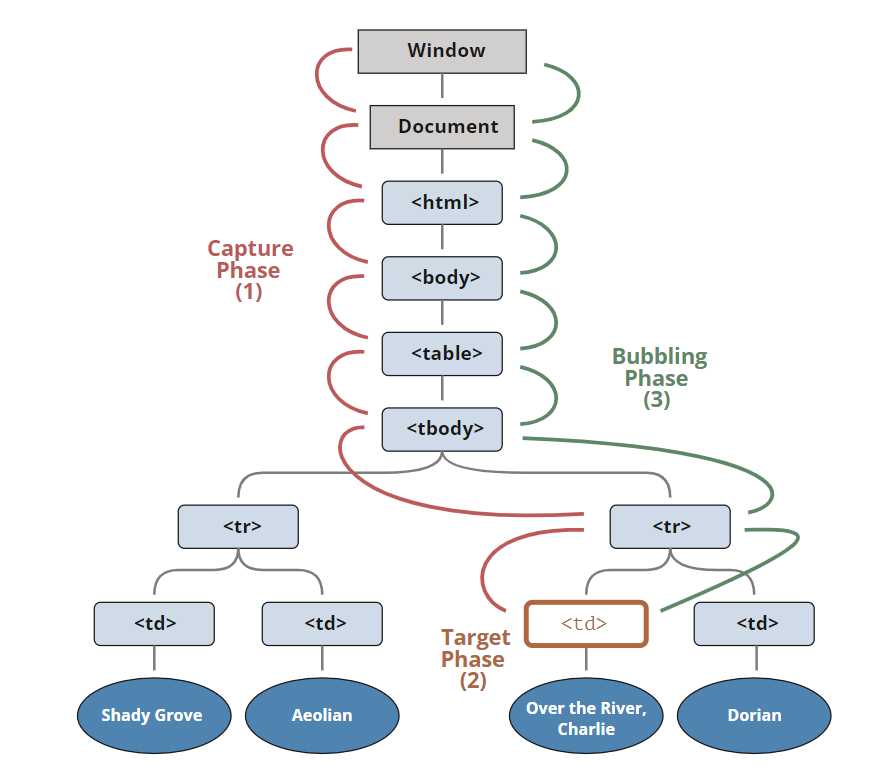 Window
Document
<html>
Capture
Phase
(1)
<body>
<table>
Bubbling
Phase
(3)
<tbody>
<tr>
<tr>
<td>
<td>
<td>
<td>
Target
Phase
(2)
Shady Grove
Aeolian
Over the River,
Charlie
Dorian